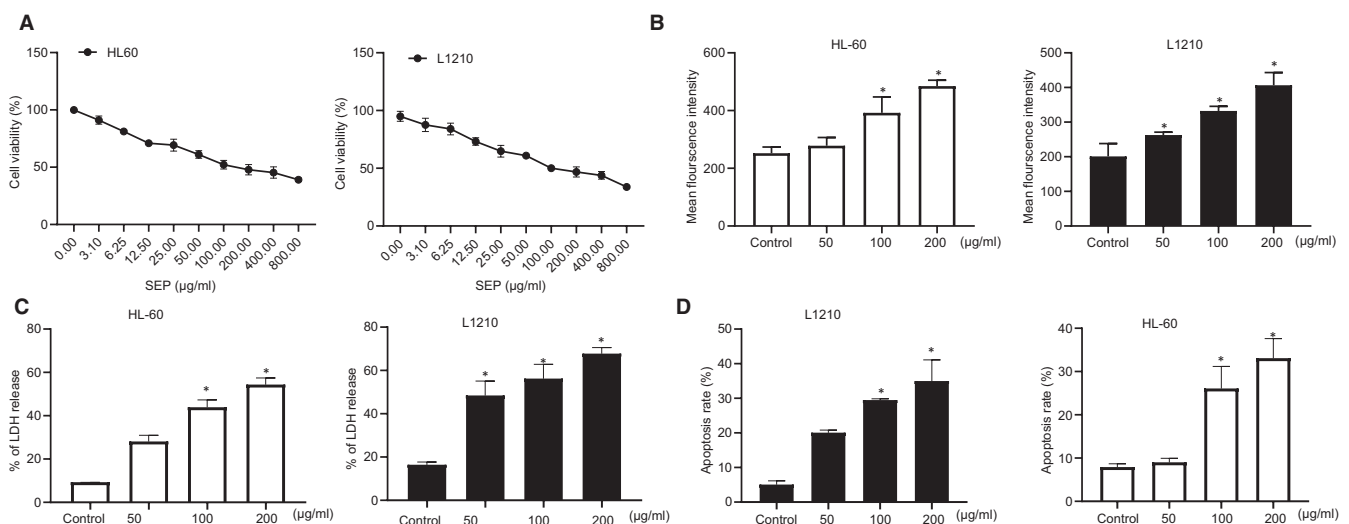 A
HL60
150
100
50
0
Cell viability (%)
0.00
3.10
6.25
12.50
25.00
50.00
100.00
200.00
400.00
800.00
SEP (µg/ml)
L1210
150
100
50
0
Cell viability (%)
0.00
3.10
6.25
12.50
25.00
50.00
100.00
200.00
400.00
800.00
SEP (µg/ml)
B
HL-60
600
400
200
0
Mean flourscence intensity
* *
Control 50 100 200 (µg/ml)
L1210
500
400
300
200
100
0
Mean flourscence intensity
* * *
Control 50 100 200 (µg/ml)
C
HL-60
80
60
40
20
0
% of LDH release
* *
Control 50 100 200 (µg/ml)
L1210
80
60
40
20
0
% of LDH release
* * *
Control 50 100 200 (µg/ml)
D
L1210
50
40
30
20
10
0
Apoptosis rate (%)
* *
Control 50 100 200 (µg/ml)
HL-60
40
30
20
10
0
Apoptosis rate (%)
* *
Control 50 100 200 (µg/ml)